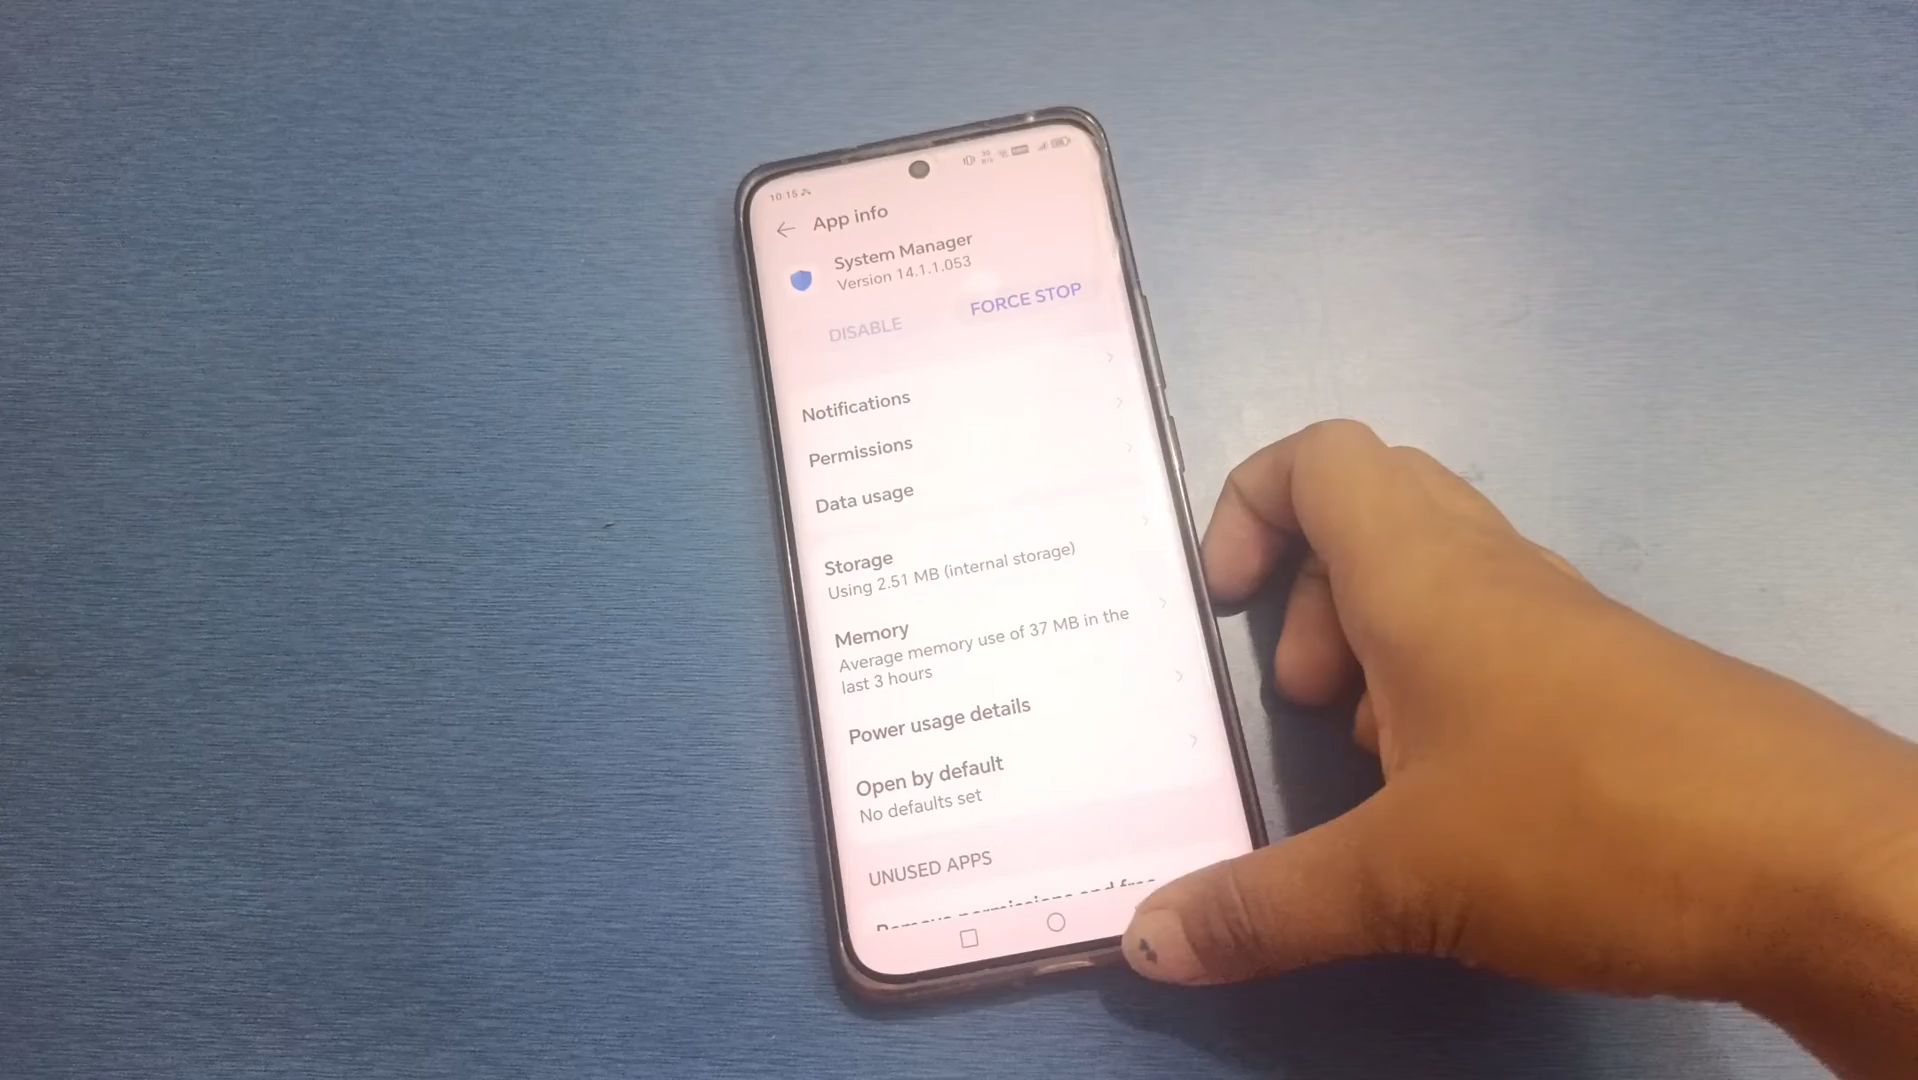 10:15
App info
System Manager
Version 14.1.1.053
DISABLE
FORCE STOP
Notifications
Permissions
Data usage
Storage
Using 2.51 MB (internal storage)
Memory
Average memory use of 37 MB in the
last 3 hours
Power usage details
Open by default
No defaults set
UNUSED APPS